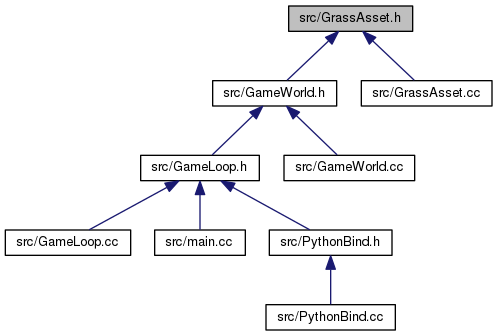 src/GrassAsset.h
src/GameWorld.h
src/GrassAsset.cc
src/GameLoop.h
src/GameWorld.cc
src/GameLoop.cc
src/main.cc
src/PythonBind.h
src/PythonBind.cc